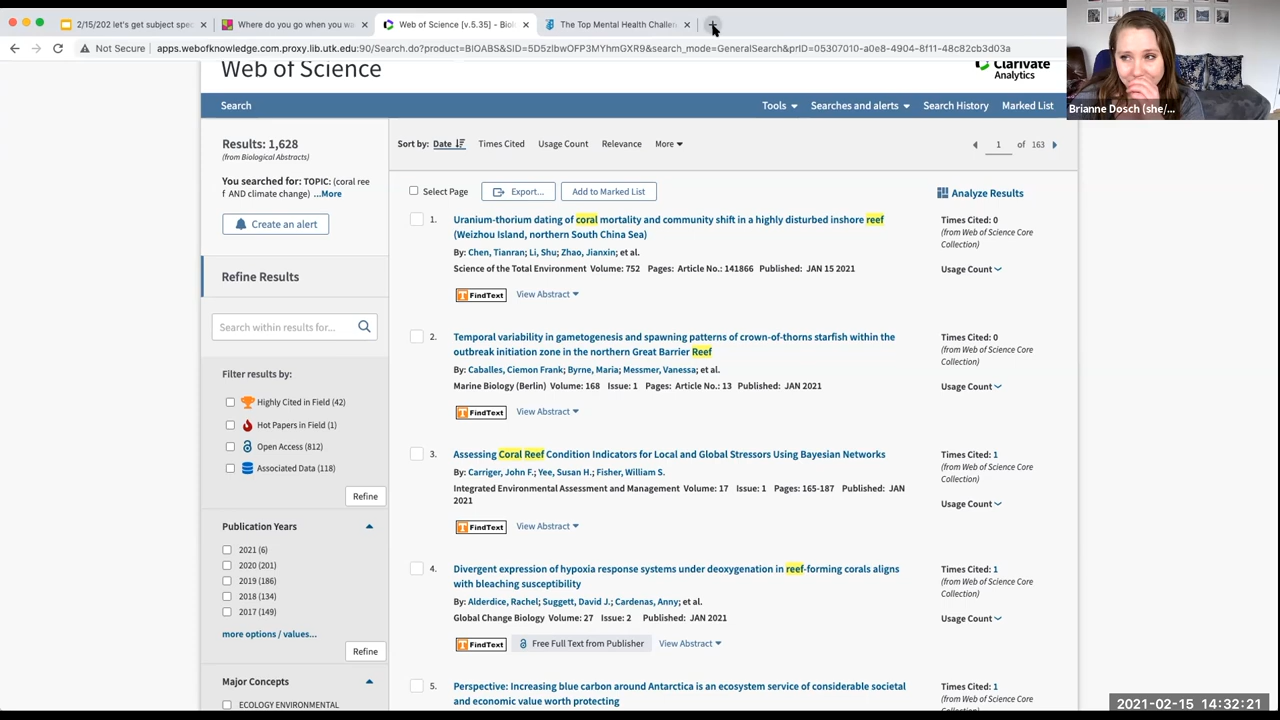 2/15/202 let's get subject spec
Where do you go when you wa
Web of Science [v.5.35] - Biol
The Top Mental Health Challen
Not Secure
apps.webofknowledge.com.proxy.lib.utk.edu:90/Search.do?product=BIOABS&SID=5D5zlbwOFP3MYhmGXR9&search_mode=GeneralSearch&prID=05307010-a0e8-4904-8f11-48c82cb3d03a
Web of Science
Clarivate
Analytics
Brianne Dosch (she/...
Search
Tools
Searches and alerts
Search History
Marked List
Results: 1,628
(from Biological Abstracts)
You searched for: TOPIC: (coral ree
f AND climate change) ...More
Create an alert
Refine Results
Search within results for...
Filter results by:
Highly Cited in Field (42)
Hot Papers in Field (1)
Open Access (812)
Associated Data (118)
Refine
Publication Years
2021 (6)
2020 (201)
2019 (186)
2018 (134)
2017 (149)
more options / values...
Refine
Major Concepts
ECOLOGY ENVIRONMENTAL
Sort by: Date
Times Cited
Usage Count
Relevance
More
1 of 163
Select Page
Export...
Add to Marked List
Analyze Results
1. Uranium-thorium dating of coral mortality and community shift in a highly disturbed inshore reef
(Weizhou Island, northern South China Sea)
By: Chen, Tianran; Li, Shu; Zhao, Jianxin; et al.
Science of the Total Environment Volume: 752 Pages: Article No.: 141866 Published: JAN 15 2021
FindText
View Abstract
Times Cited: 0
(from Web of Science Core
Collection)
Usage Count
2. Temporal variability in gametogenesis and spawning patterns of crown-of-thorns starfish within the
outbreak initiation zone in the northern Great Barrier Reef
By: Caballes, Ciemon Frank; Byrne, Maria; Messmer, Vanessa; et al.
Marine Biology (Berlin) Volume: 168 Issue: 1 Pages: Article No.: 13 Published: JAN 2021
FindText
View Abstract
Times Cited: 0
(from Web of Science Core
Collection)
Usage Count
3. Assessing Coral Reef Condition Indicators for Local and Global Stressors Using Bayesian Networks
By: Carriger, John F.; Yee, Susan H.; Fisher, William S.
Integrated Environmental Assessment and Management Volume: 17 Issue: 1 Pages: 165-187 Published: JAN
2021
FindText
View Abstract
Times Cited: 1
(from Web of Science Core
Collection)
Usage Count
4. Divergent expression of hypoxia response systems under deoxygenation in reef-forming corals aligns
with bleaching susceptibility
By: Alderdice, Rachel; Suggett, David J.; Cardenas, Anny; et al.
Global Change Biology Volume: 27 Issue: 2 Published: JAN 2021
FindText
Free Full Text from Publisher
View Abstract
Times Cited: 1
(from Web of Science Core
Collection)
Usage Count
5. Perspective: Increasing blue carbon around Antarctica is an ecosystem service of considerable societal
and economic value worth protecting
Times Cited: 1
(from Web of Science Core
2021-02-15 14:32:21